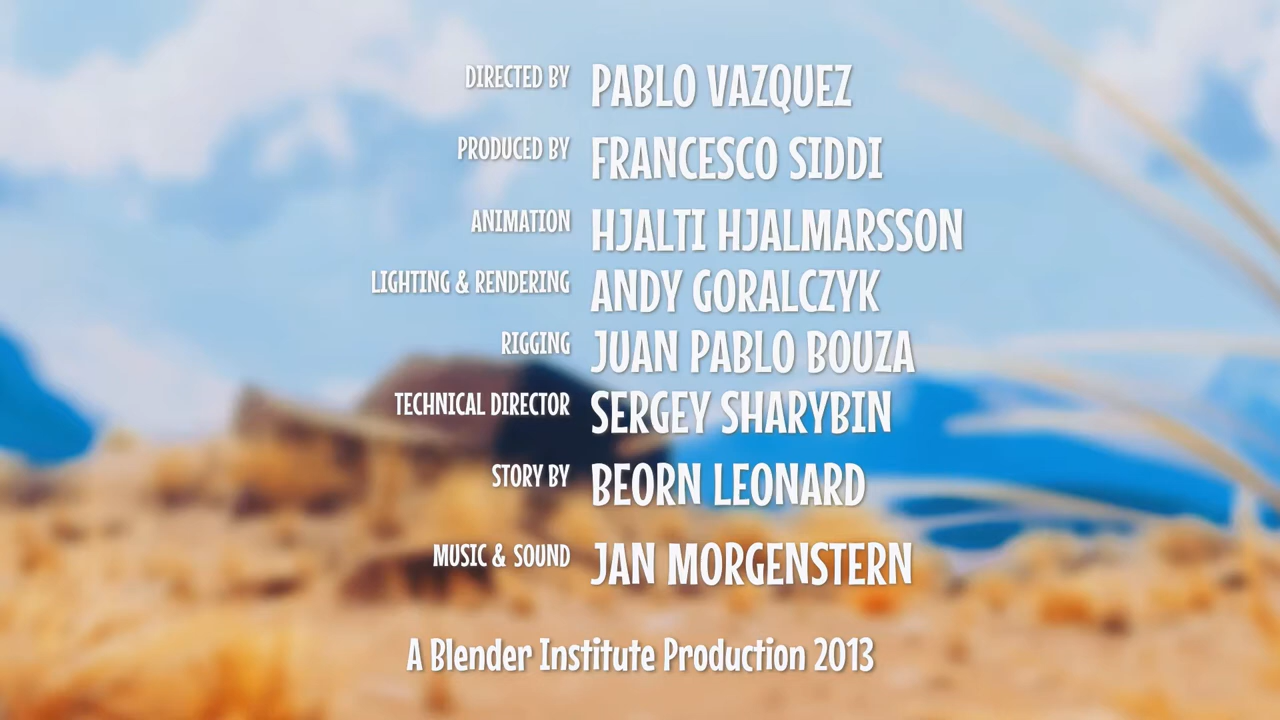 DIRECTED BY PABLO VAZQUEZ
PRODUCED BY FRANCESCO SIDDI
ANIMATION HJALTI HJALMARSSON
LIGHTING & RENDERING ANDY GORALCZYK
RIGGING JUAN PABLO BOUZA
TECHNICAL DIRECTOR SERGEY SHARYBIN
STORY BY BEORN LEONARD
MUSIC & SOUND JAN MORGENSTERN
A Blender Institute Production 2013